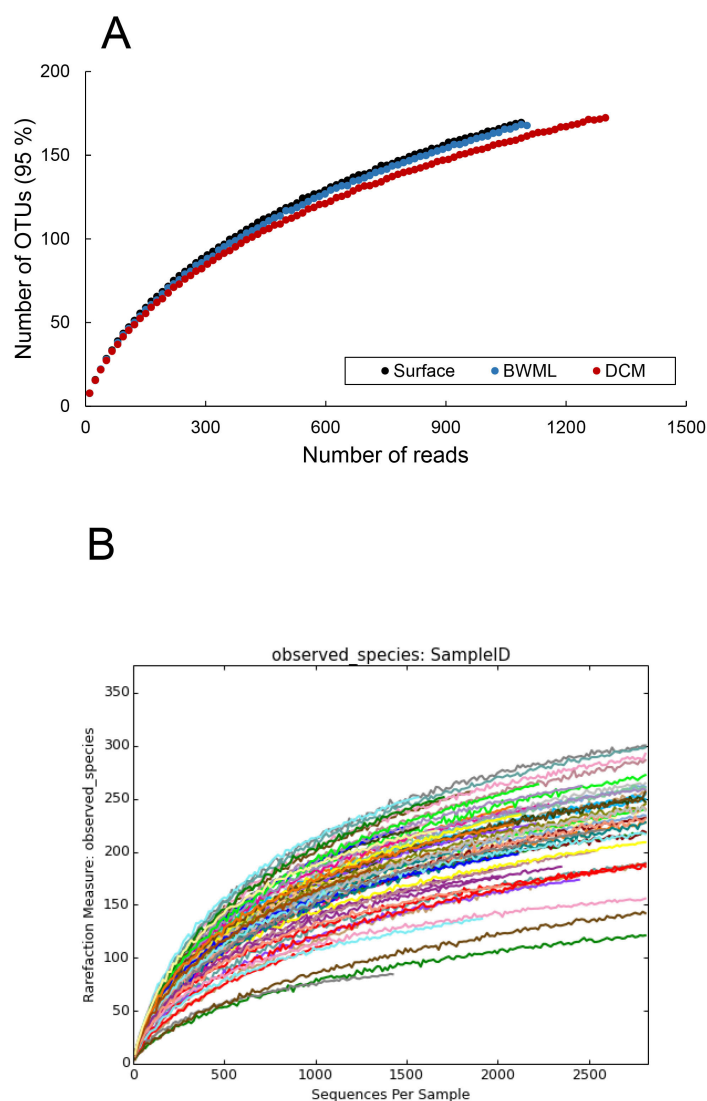 A
Number of OTUs (95 %)
200
150
100
50
0
Surface BWML DCM
0 300 600 900 1200 1500
Number of reads
B
observed_species: SampleID
Rarefaction Measure: observed_species
350
300
250
200
150
100
50
0
0 500 1000 1500 2000 2500
Sequences Per Sample